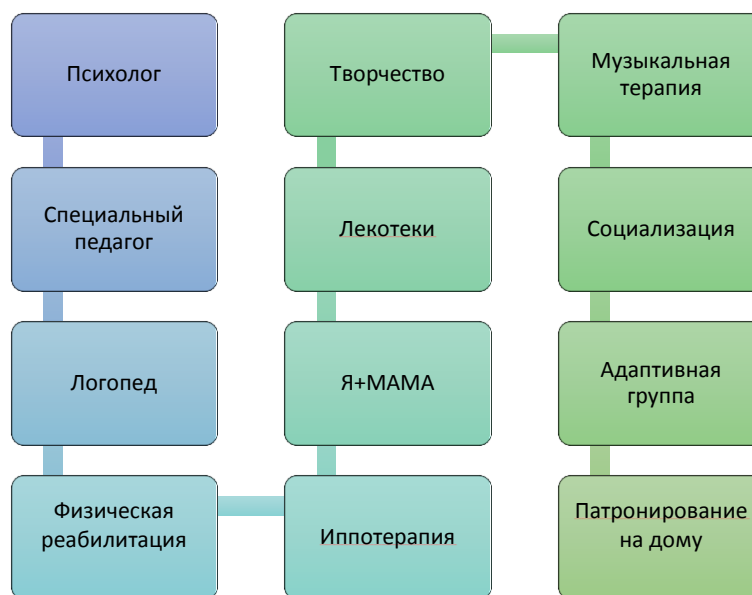 Психолог
Специальный
педагог
Логопед
Физическая
реабилитация
Иппотерапия
Я+МАМА
Лекотеки
Творчество
Музыкальная
терапия
Социализация
Адаптивная
группа
Патронирование
на дому